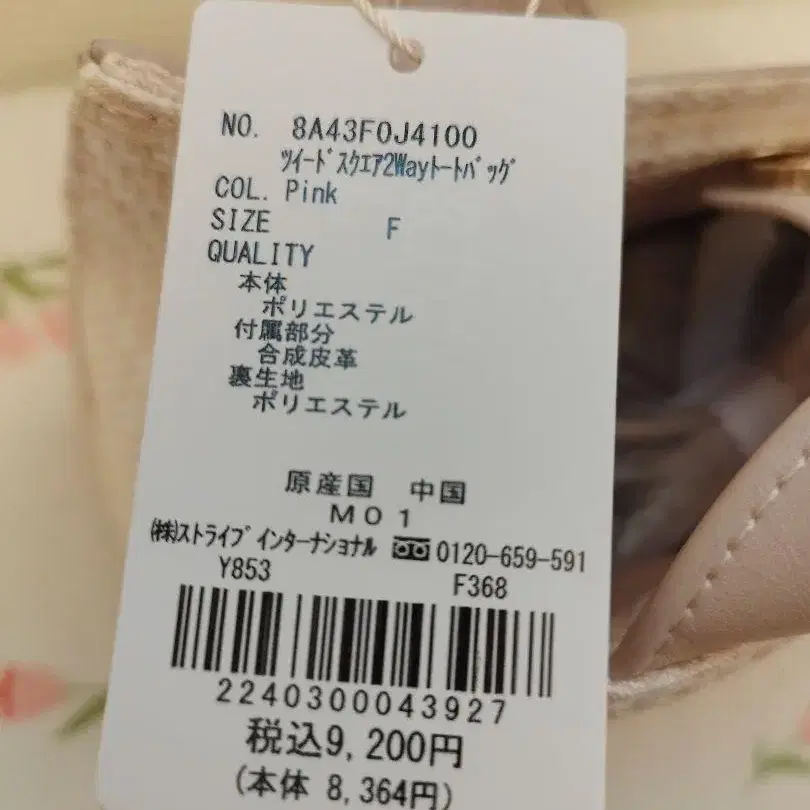 NO. 8A43F0J4100
ﾂｲｰﾄﾞｽｸｴｱ2Wayﾄｰﾄﾊﾞｯｸﾞ
COL. Pink
SIZE F
QUALITY
本体
ポリエステル
付属部分
合成皮革
裏生地
ポリエステル
原産国 中国
M01
㈱ｽﾄﾗｲﾌﾟｲﾝﾀｰﾅｼｮﾅﾙ 0120-659-591
Y853 F368
2240300043927
税込9,200円
(本体 8,364円)